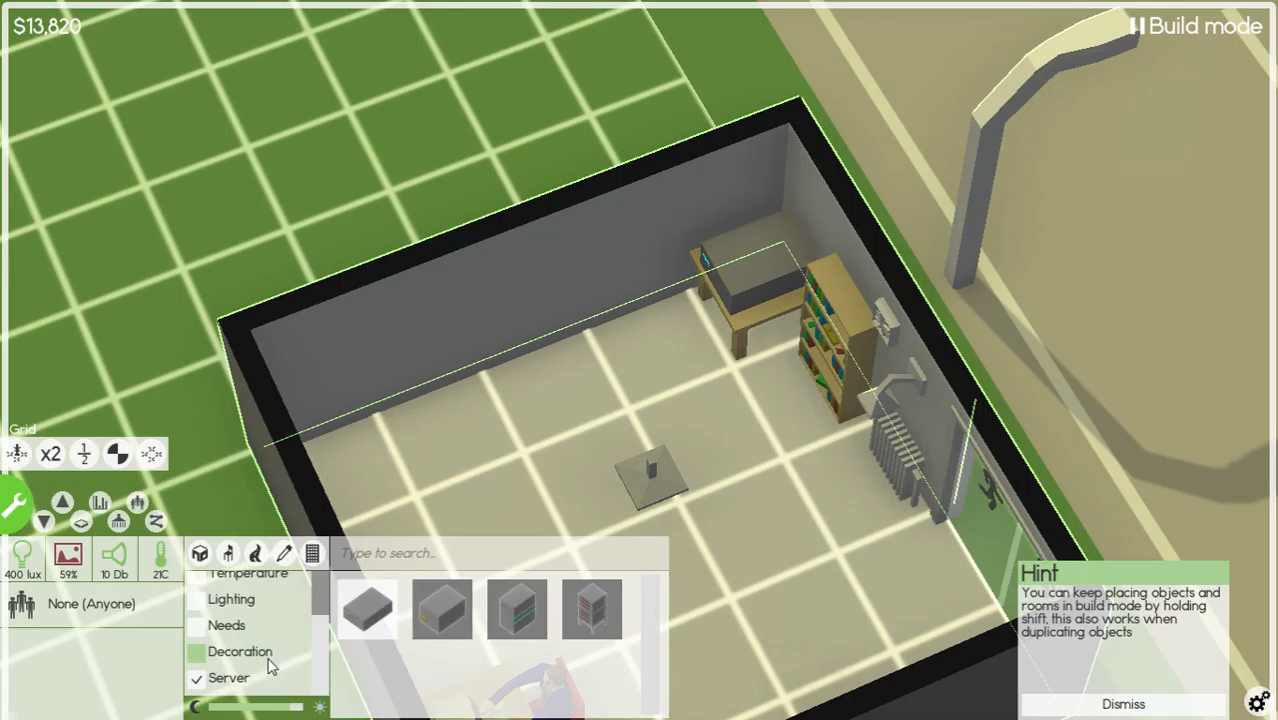 $13,820
Build mode
Grid
x2
1/2
400 lux
59%
10 Db
21C
None (Anyone)
Type to search...
Temperature
Lighting
Needs
Decoration
Server
Hint
You can keep placing objects and
rooms in build mode by holding
shift, this also works when
duplicating objects
Dismiss